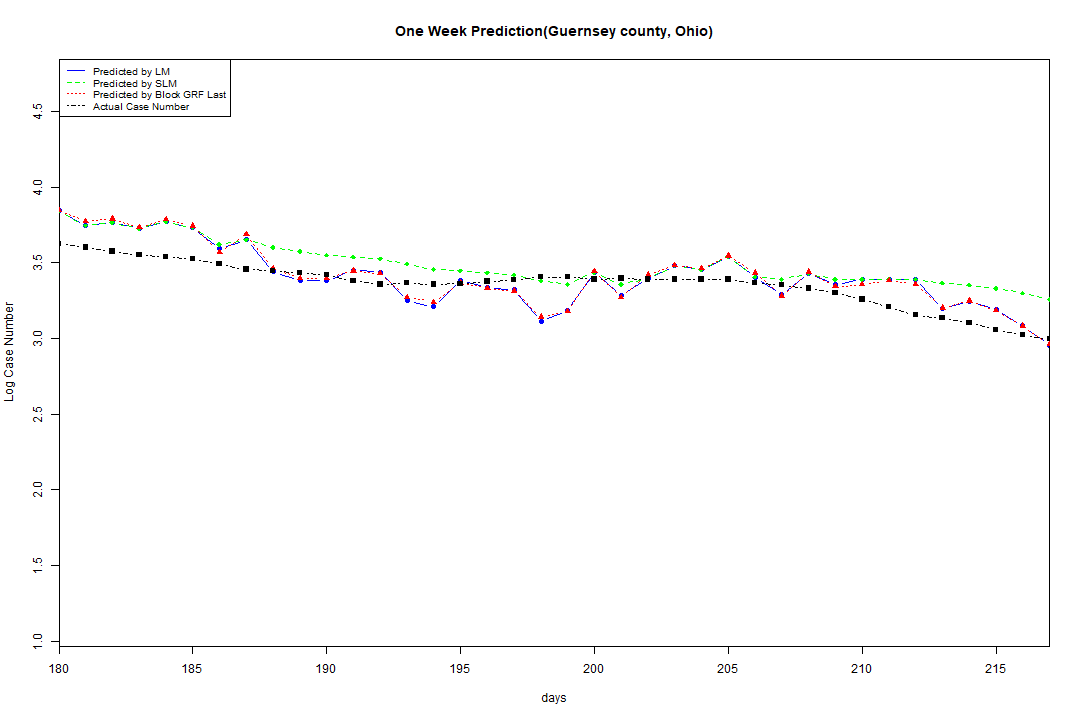 One Week Prediction(Guernsey county, Ohio)
Predicted by LM
Predicted by SLM
Predicted by Block GRF Last
Actual Case Number
4.5
4.0
3.5
3.0
2.5
2.0
1.5
1.0
Log Case Number
180 185 190 195 200 205 210 215
days